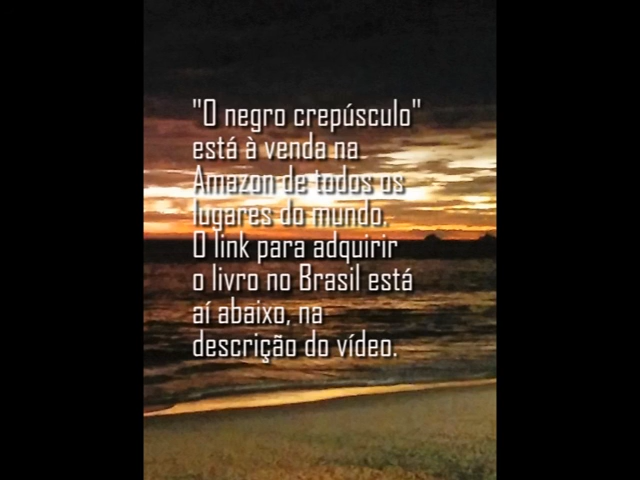 "O negro crepúsculo"
está à venda na
Amazon de todos os
lugares do mundo.
O link para adquirir
o livro no Brasil está
aí abaixo, na
descrição do vídeo.